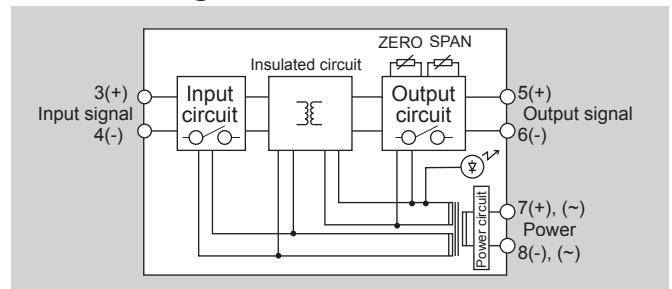 ZERO SPAN
Insulated circuit
3(+)
Input signal
4(-)
Input
circuit
Output
circuit
5(+)
Output signal
6(-)
Power circuit
7(+), (~)
Power
8(-), (~)